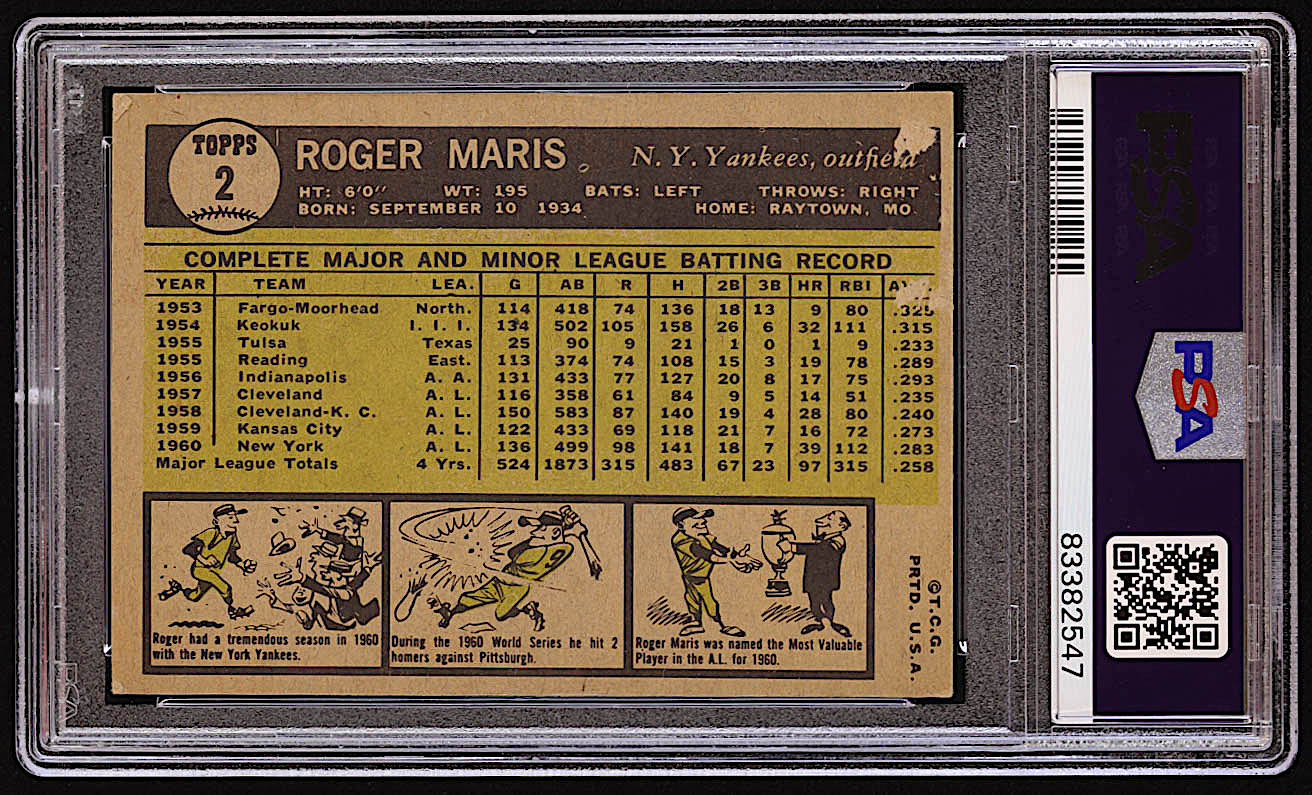 TOPPS
2
ROGER MARIS
N. Y. Yankees, outfield
HT: 6'0" WT: 195 BATS: LEFT THROWS: RIGHT
BORN: SEPTEMBER 10 1934 HOME: RAYTOWN, MO.
COMPLETE MAJOR AND MINOR LEAGUE BATTING RECORD
YEAR TEAM LEA. G AB R H 2B 3B HR RBI
1953 Fargo-Moorhead North. 114 418 74 136 18 13 9 80 .325
1954 Keokuk I. I. I. 134 502 105 158 26 6 32 111 .315
1955 Tulsa Texas 25 90 9 21 1 0 1 9 .233
1955 Reading East. 113 374 74 108 15 3 19 78 .289
1956 Indianapolis A. A. 131 433 77 127 20 8 17 75 .293
1957 Cleveland A. L. 116 358 61 84 9 5 14 51 .235
1958 Cleveland-K. C. A. L. 150 583 87 140 19 4 28 80 .240
1959 Kansas City A. L. 122 433 69 118 21 7 16 72 .273
1960 New York A. L. 136 499 98 141 18 7 39 112 .283
Major League Totals 4 Yrs. 524 1873 315 483 67 23 97 315 .258
Roger had a tremendous season in 1960
with the New York Yankees.
During the 1960 World Series he hit 2
homers against Pittsburgh.
Roger Maris was named the Most Valuable
Player in the A.L. for 1960.
©T.C.G.
PRTD. U.S.A.
PSA
PSA
83382547